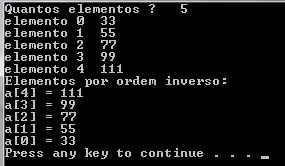 Quantos elementos ?   5
elemento 0  33
elemento 1  55
elemento 2  77
elemento 3  99
elemento 4  111
Elementos por ordem inverso:
a[4] = 111
a[3] = 99
a[2] = 77
a[1] = 55
a[0] = 33
Press any key to continue . . . _